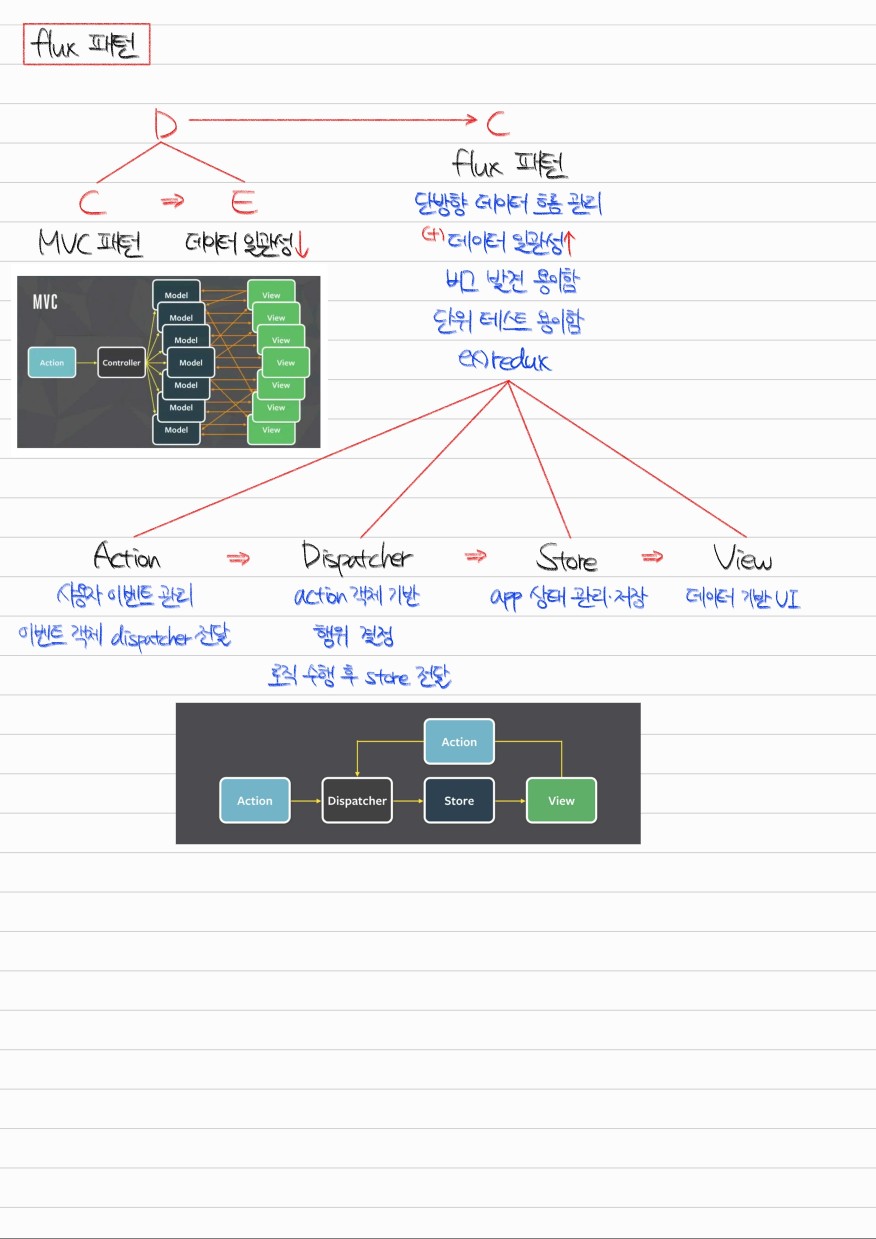 flux 패턴
D → C
C ⇒ E
MVC 패턴 데이터 일관성↓
flux 패턴
단방향 데이터 흐름 관리
(+) 데이터 일관성↑
버그 발견 용이함
단위 테스트 용이함
ex) redux
MVC
Action
Controller
Model
Model
Model
Model
Model
Model
Model
View
View
View
View
View
View
View
Action ⇒ Dispatcher ⇒ Store ⇒ View
사용자 이벤트 관리
이벤트 객체 dispatcher 전달
action 객체 기반
행위 결정
로직 수행 후 store 전달
app 상태 관리·저장
데이터 기반 UI
Action
Action
Dispatcher
Store
View